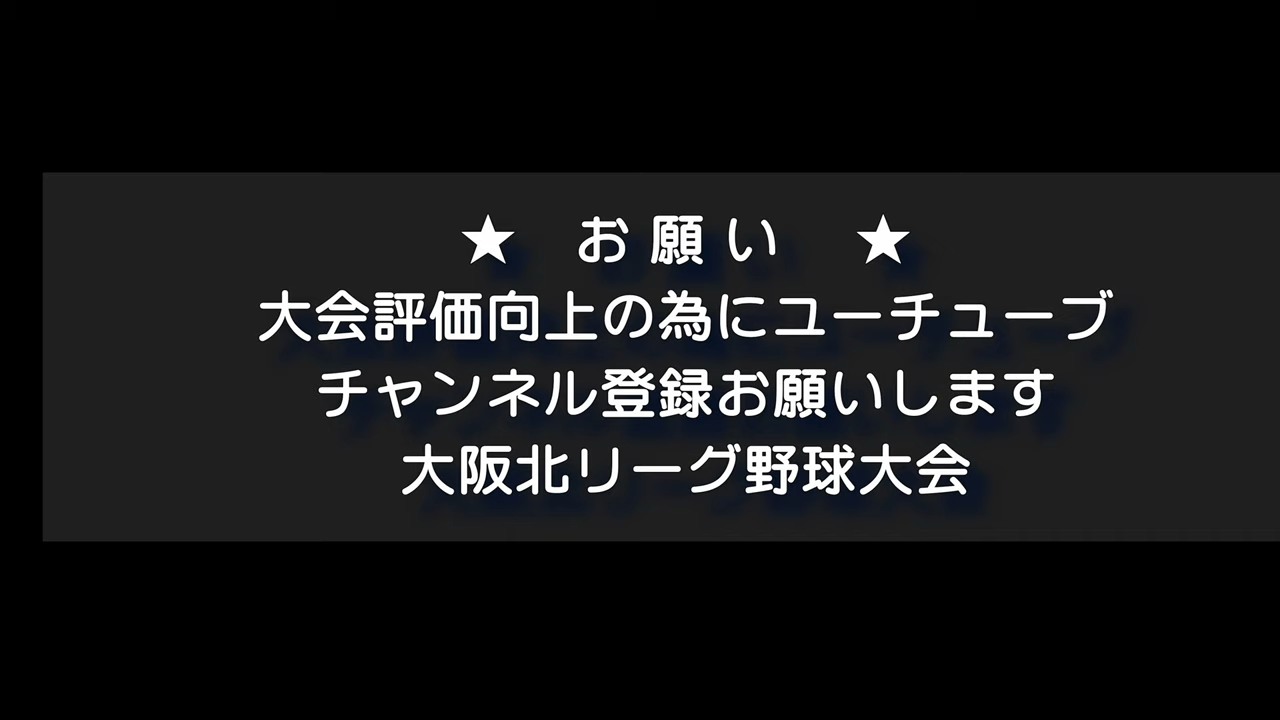 ★ お 願 い ★
大会評価向上の為にユーチューブ
チャンネル登録お願いします
大阪北リーグ野球大会